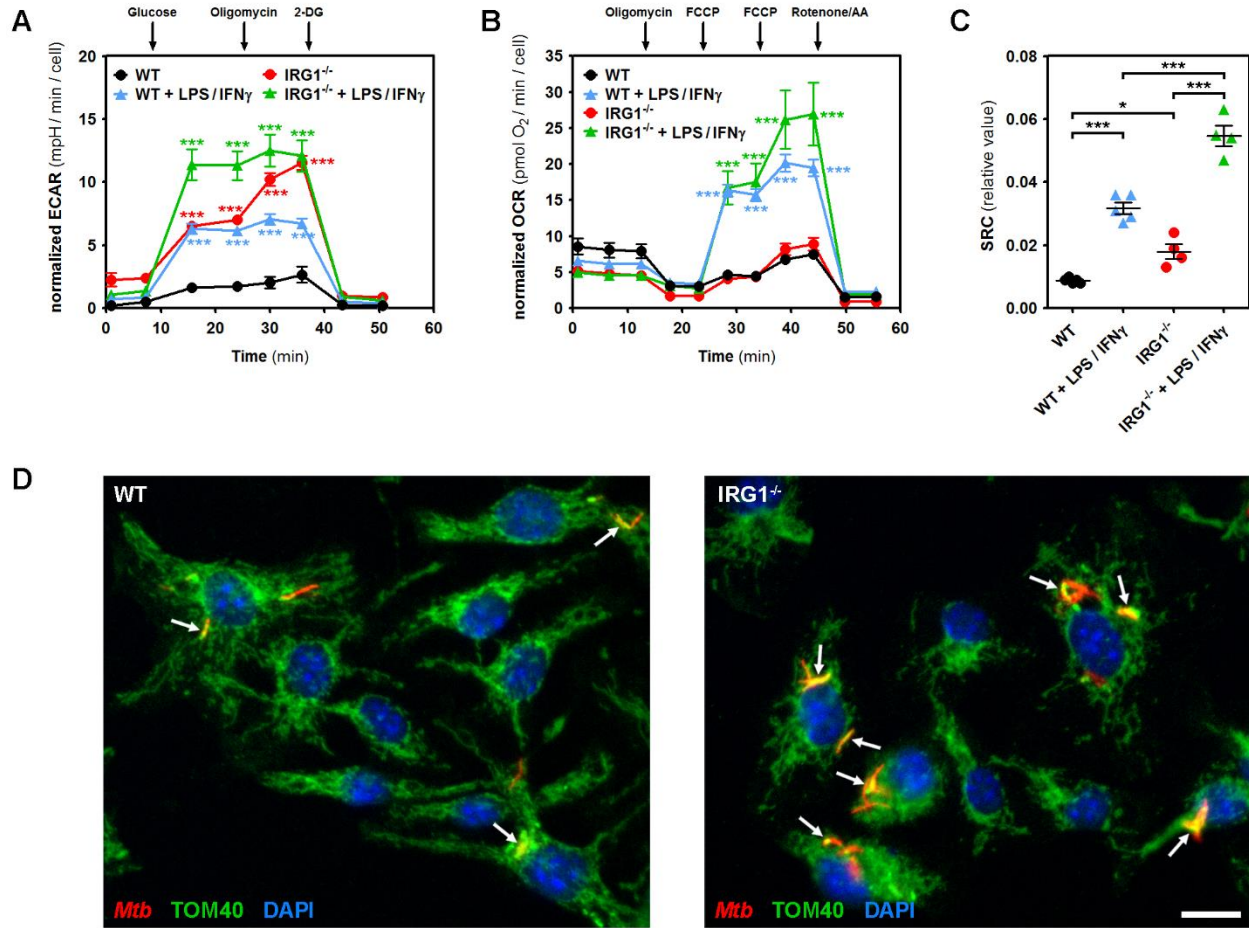 A
Glucose Oligomycin 2-DG
normalized ECAR (mpH / min / cell)
20
15
10
5
0
WT IRG1-/-
WT + LPS / IFNγ IRG1-/- + LPS / IFNγ
*** *** *** ***
*** *** *** ***
*** *** *** ***
0 10 20 30 40 50 60
Time (min)
B
Oligomycin FCCP FCCP Rotenone/AA
normalized OCR (pmol O2 / min / cell)
40
35
30
25
20
15
10
5
0
WT
WT + LPS / IFNγ
IRG1-/-
IRG1-/- + LPS / IFNγ
*** *** *** ***
*** *** *** ***
0 10 20 30 40 50 60
Time (min)
C
SRC (relative value)
0.08
0.06
0.04
0.02
0.00
***
* ***
***
WT
WT + LPS / IFNγ
IRG1-/-
IRG1-/- + LPS / IFNγ
D
WT
Mtb TOM40 DAPI
IRG1-/-
Mtb TOM40 DAPI